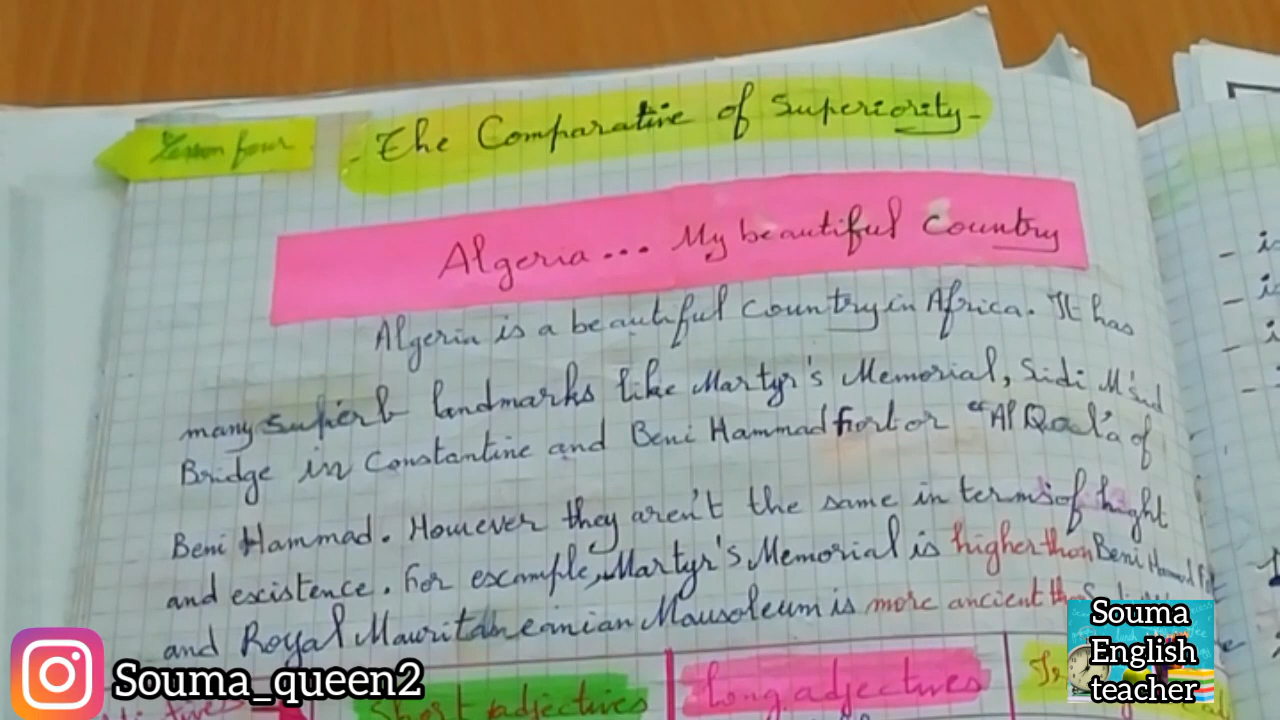 Lesson four
- The Comparative of Superiority -
Algeria... My beautiful Country
Algeria is a beautiful country in Africa. It has
many superb landmarks like Martyr's Memorial, Sidi M'sid
Bridge in Constantine and Beni Hammad Fort or "Al Qal'a of
Beni Hammad. However they aren't the same in terms of hight
and existence. For example, Martyr's Memorial is higher than Beni Hammad
and Royal Mauritaneinian Mausoleum is more ancient
Short adjectives
Long adjectives
Souma_queen2
Souma
English
teacher